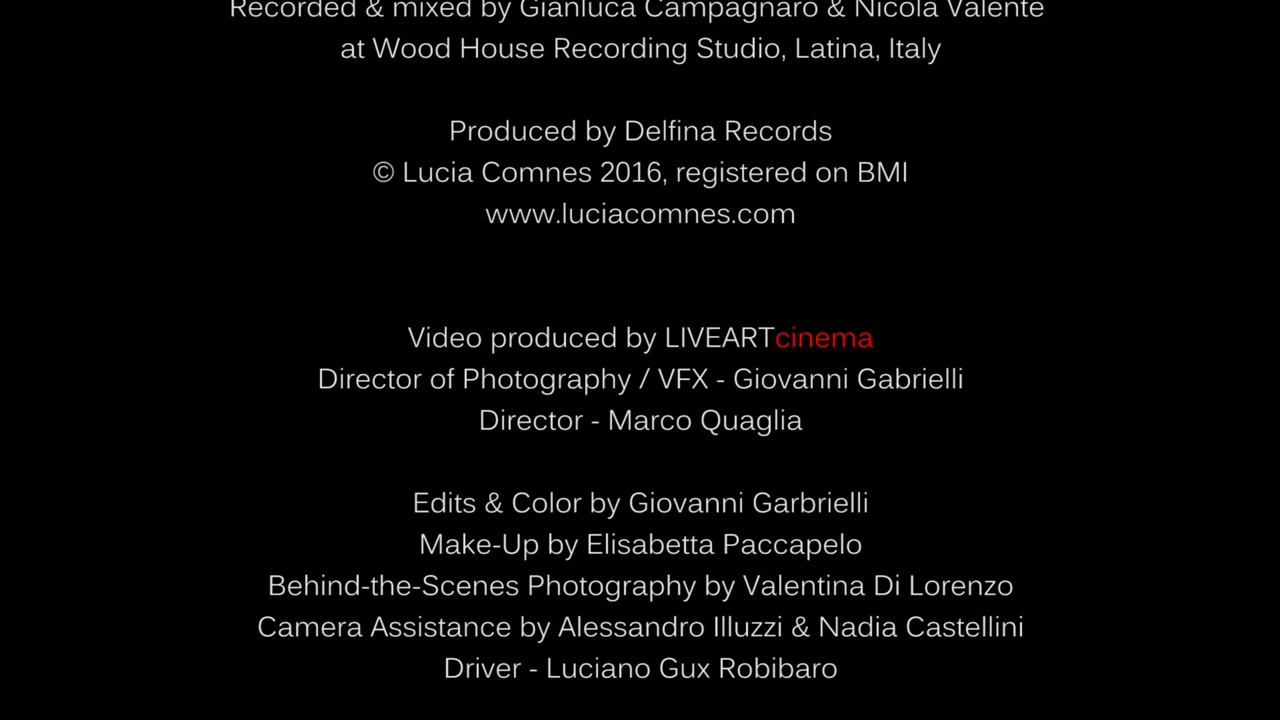 Recorded & mixed by Gianluca Campagnaro & Nicola Valente
at Wood House Recording Studio, Latina, Italy
Produced by Delfina Records
© Lucia Comnes 2016, registered on BMI
www.luciacomnes.com
Video produced by LIVEARTcinema
Director of Photography / VFX - Giovanni Gabrielli
Director - Marco Quaglia
Edits & Color by Giovanni Garbrielli
Make-Up by Elisabetta Paccapelo
Behind-the-Scenes Photography by Valentina Di Lorenzo
Camera Assistance by Alessandro Illuzzi & Nadia Castellini
Driver - Luciano Gux Robibaro